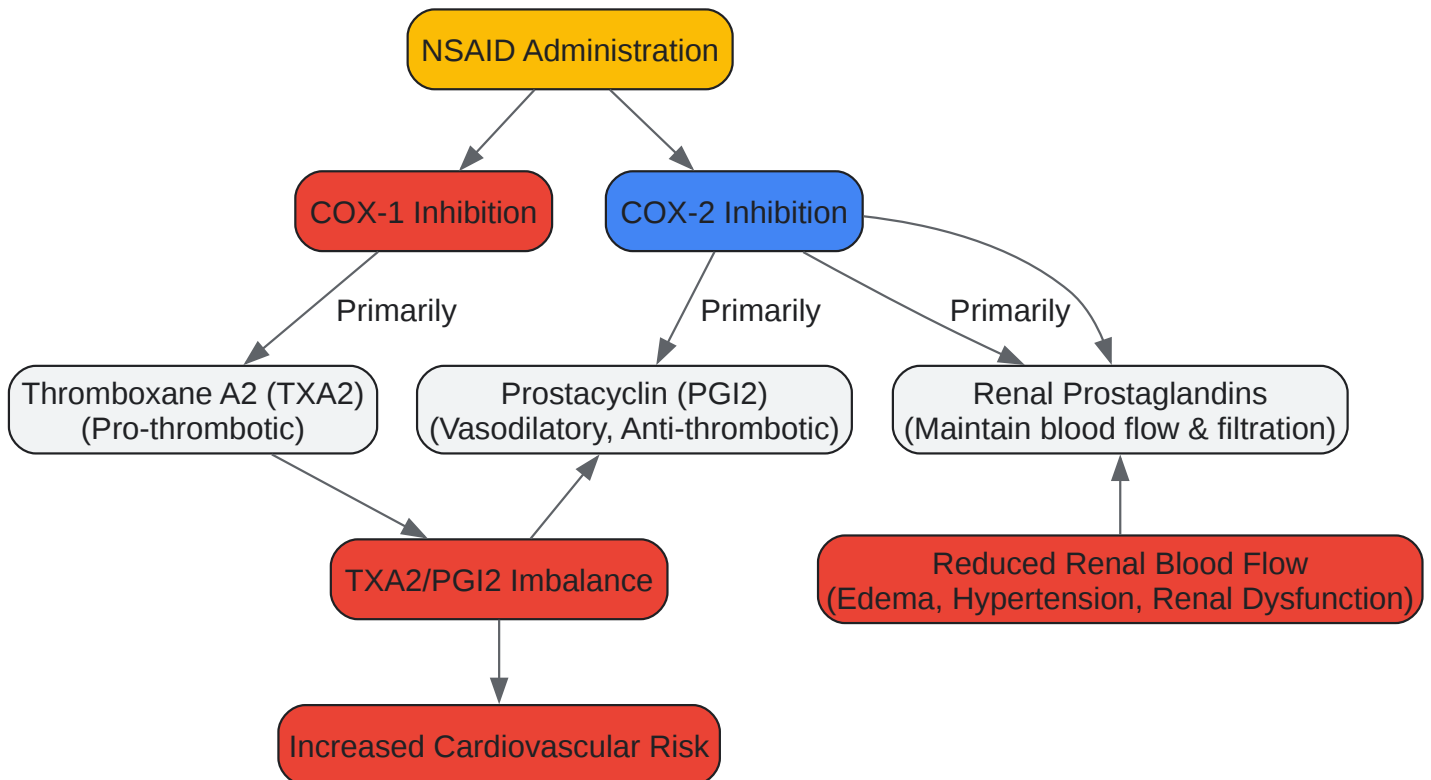 NSAID Administration
COX-1 Inhibition
COX-2 Inhibition
Primarily
Primarily
Primarily
Thromboxane A2 (TXA2)
(Pro-thrombotic)
Prostacyclin (PGI2)
(Vasodilatory, Anti-thrombotic)
Renal Prostaglandins
(Maintain blood flow & filtration)
TXA2/PGI2 Imbalance
Reduced Renal Blood Flow
(Edema, Hypertension, Renal Dysfunction)
Increased Cardiovascular Risk